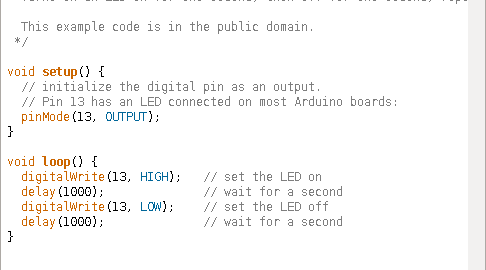 This example code is in the public domain.
*/
void setup() {
// initialize the digital pin as an output.
// Pin 13 has an LED connected on most Arduino boards:
pinMode(13, OUTPUT);
}
void loop() {
digitalWrite(13, HIGH);   // set the LED on
delay(1000);              // wait for a second
digitalWrite(13, LOW);    // set the LED off
delay(1000);              // wait for a second
}